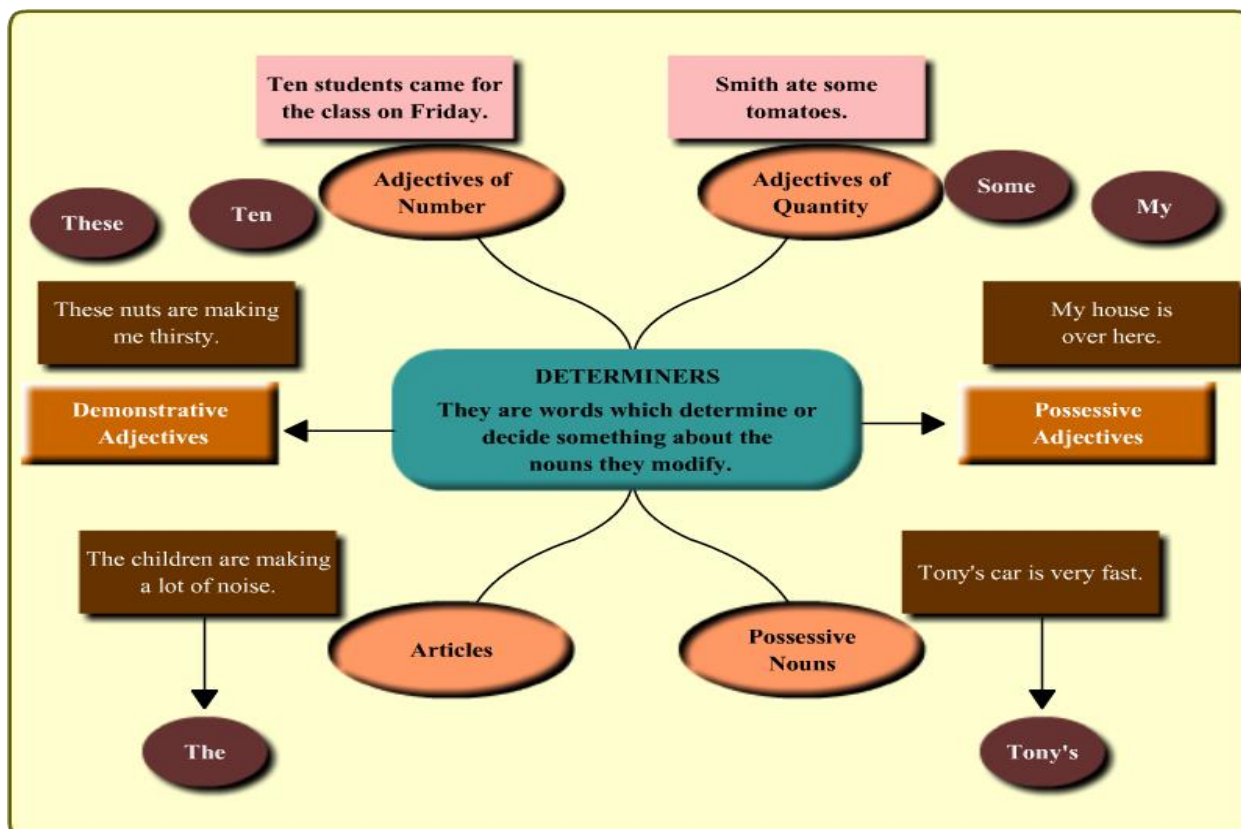 Ten students came for
the class on Friday.
Smith ate some
tomatoes.
Adjectives of
Number
Adjectives of
Quantity
These
Ten
Some
My
These nuts are making
me thirsty.
My house is
over here.
DETERMINERS
They are words which determine or
decide something about the
nouns they modify.
Demonstrative
Adjectives
Possessive
Adjectives
The children are making
a lot of noise.
Tony's car is very fast.
Articles
Possessive
Nouns
The
Tony's